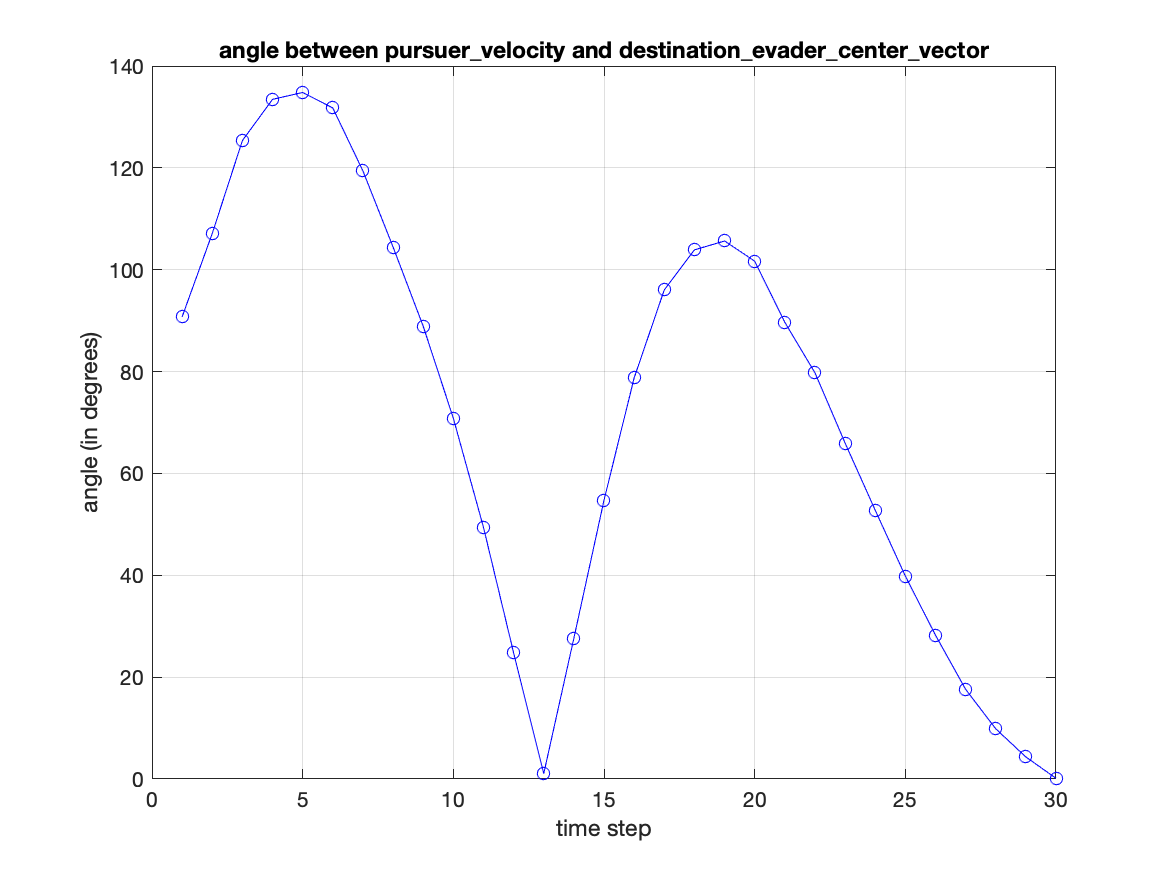 angle between pursuer_velocity and destination_evader_center_vector
140
120
100
80
60
40
20
0
angle (in degrees)
0 5 10 15 20 25 30
time step